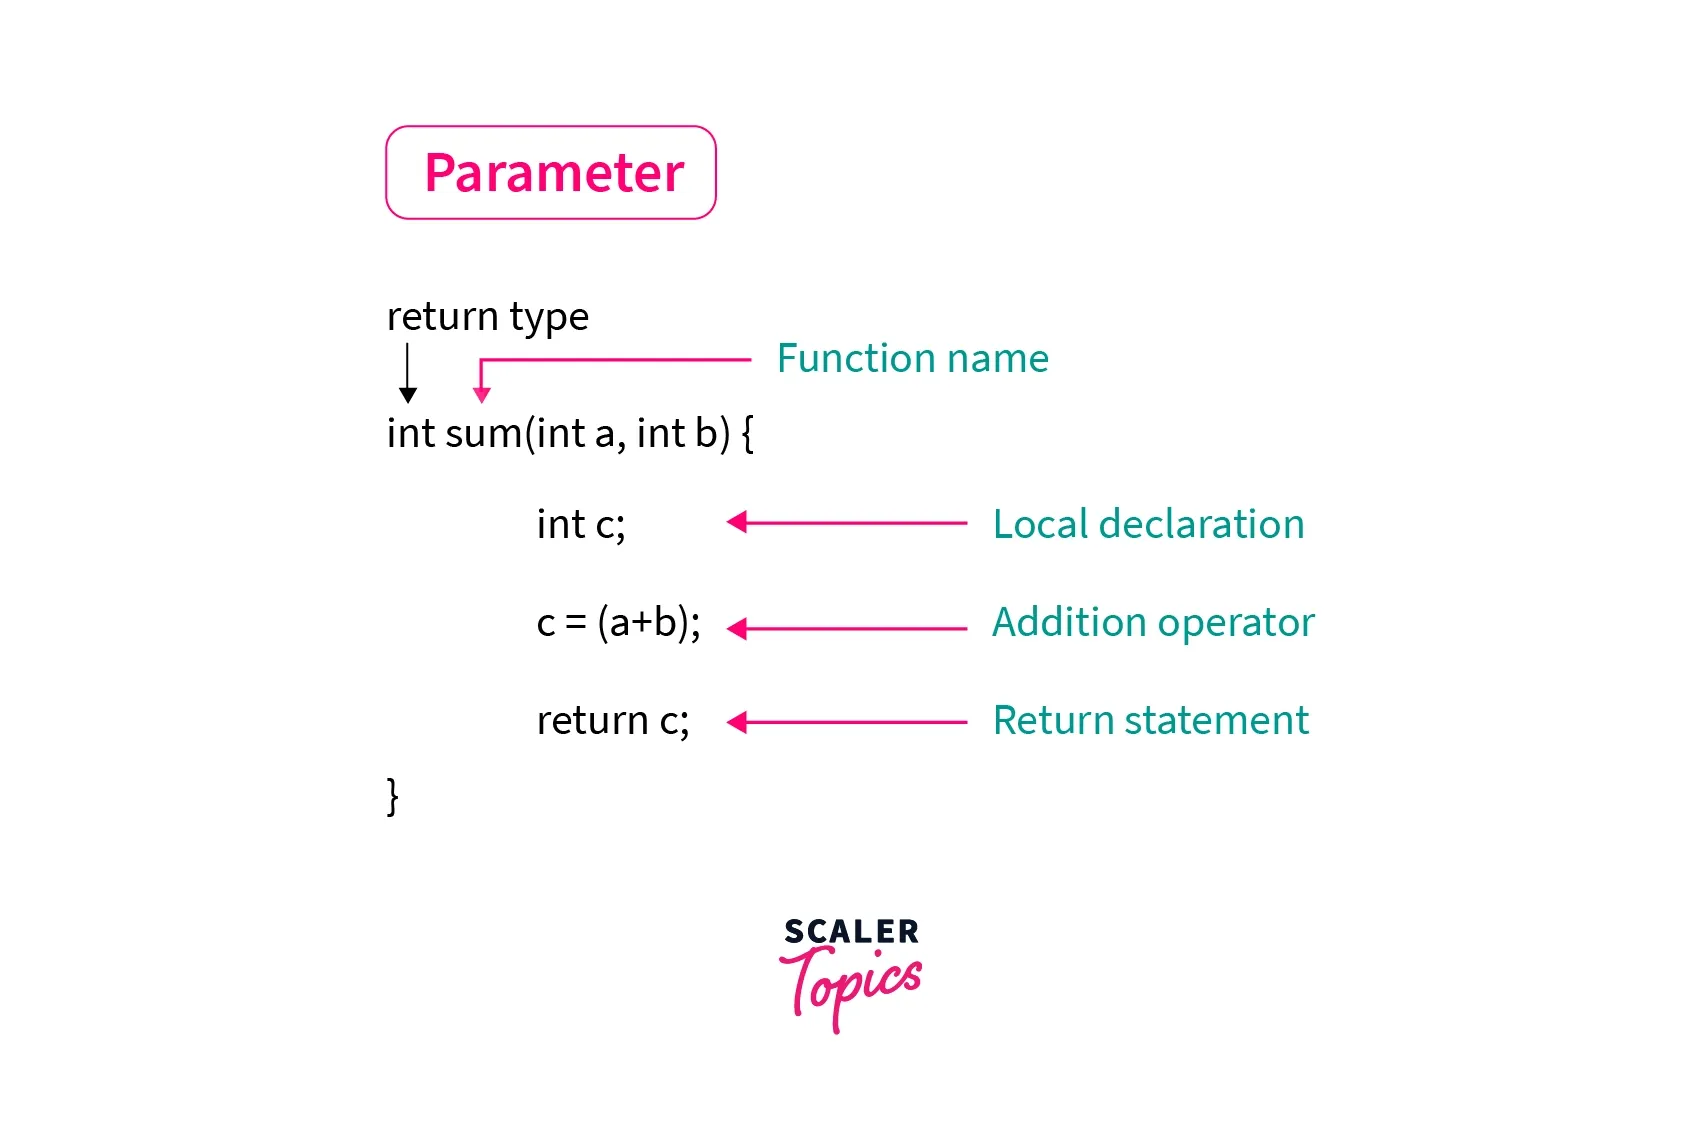 Parameter
return type
Function name
int sum(int a, int b) {
int c;
Local declaration
c = (a+b);
Addition operator
return c;
Return statement
}
SCALER
Topics